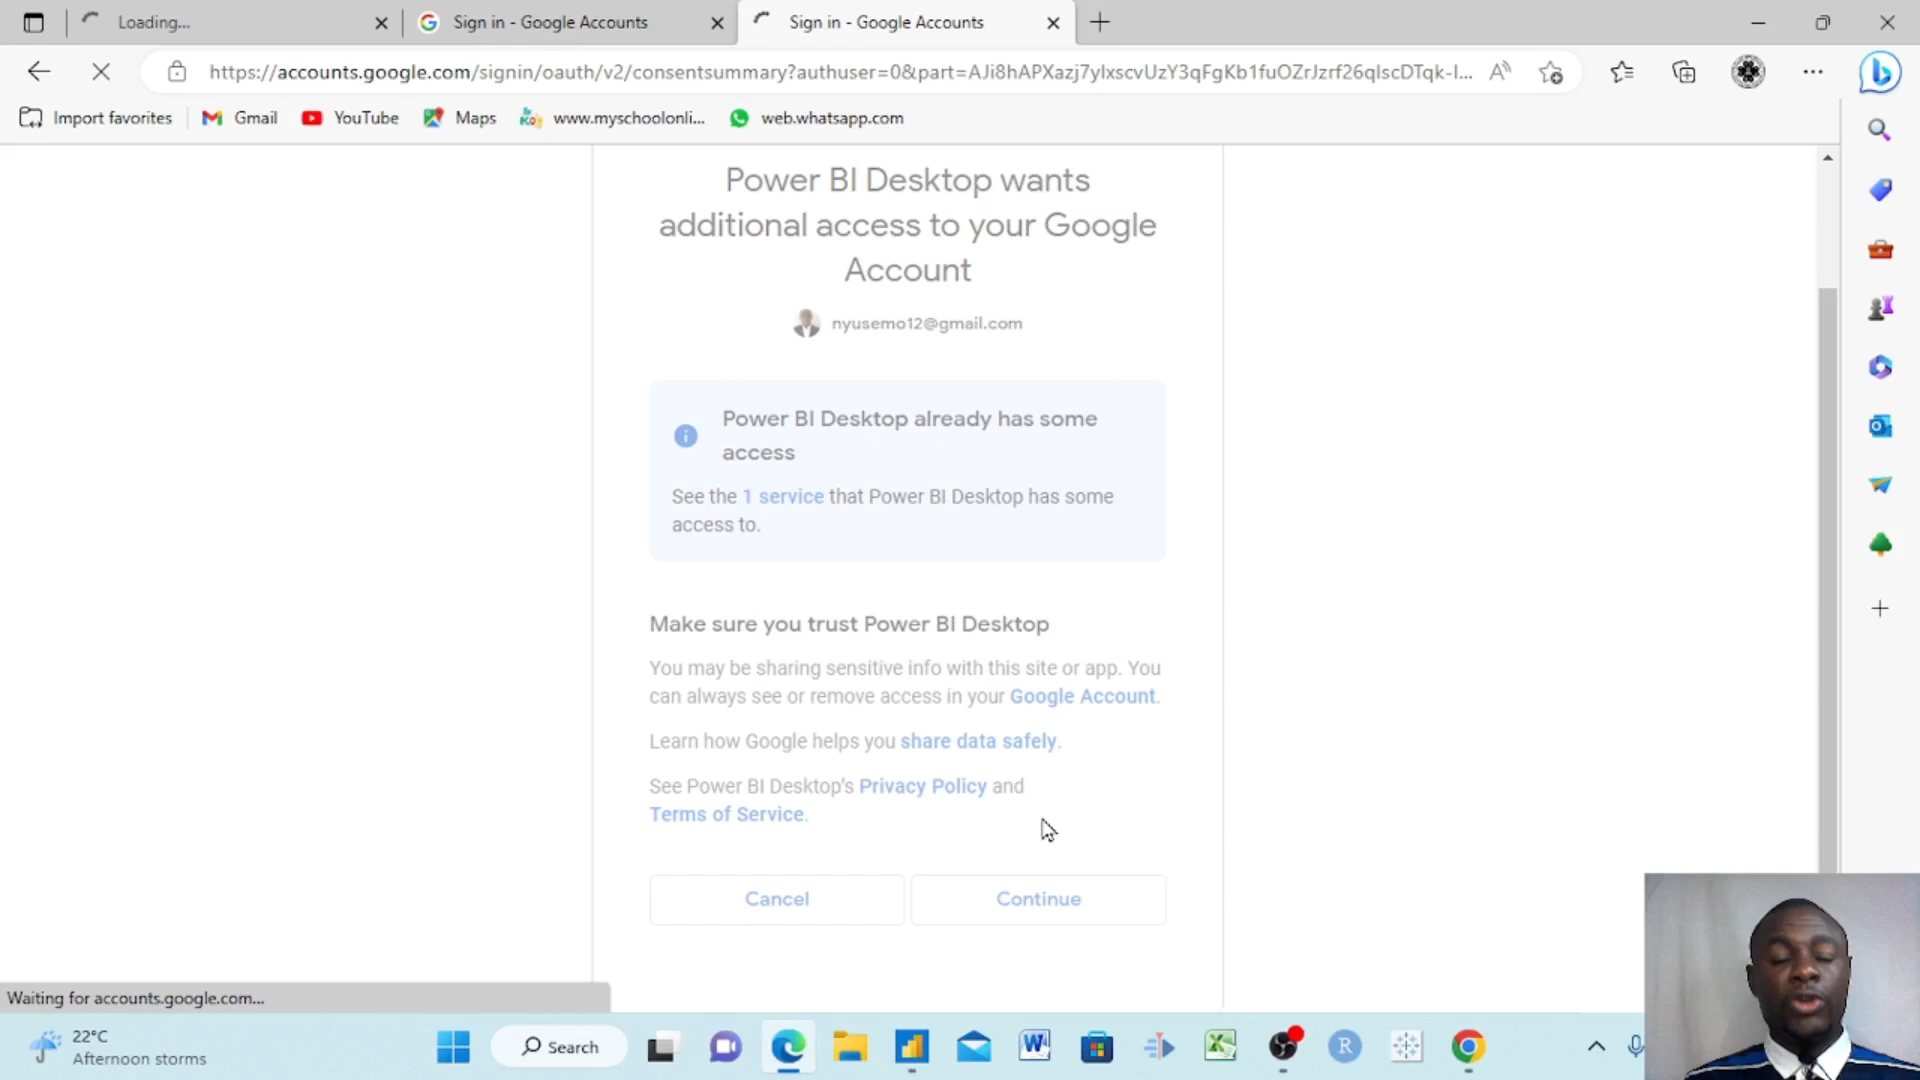 Loading...
Sign in - Google Accounts
Sign in - Google Accounts
https://accounts.google.com/signin/oauth/v2/consentsummary?authuser=0&part=AJi8hAPXazj7yIxscvUzY3qFgKb1fuOZrJzrf26qIscDTqk-I...
Import favorites
Gmail
YouTube
Maps
www.myschoolonli...
web.whatsapp.com
Power BI Desktop wants
additional access to your Google
Account
nyusemo12@gmail.com
Power BI Desktop already has some
access
See the 1 service that Power BI Desktop has some
access to.
Make sure you trust Power BI Desktop
You may be sharing sensitive info with this site or app. You
can always see or remove access in your Google Account.
Learn how Google helps you share data safely.
See Power BI Desktop's Privacy Policy and
Terms of Service.
Cancel
Continue
Waiting for accounts.google.com...
22°C
Afternoon storms
Search